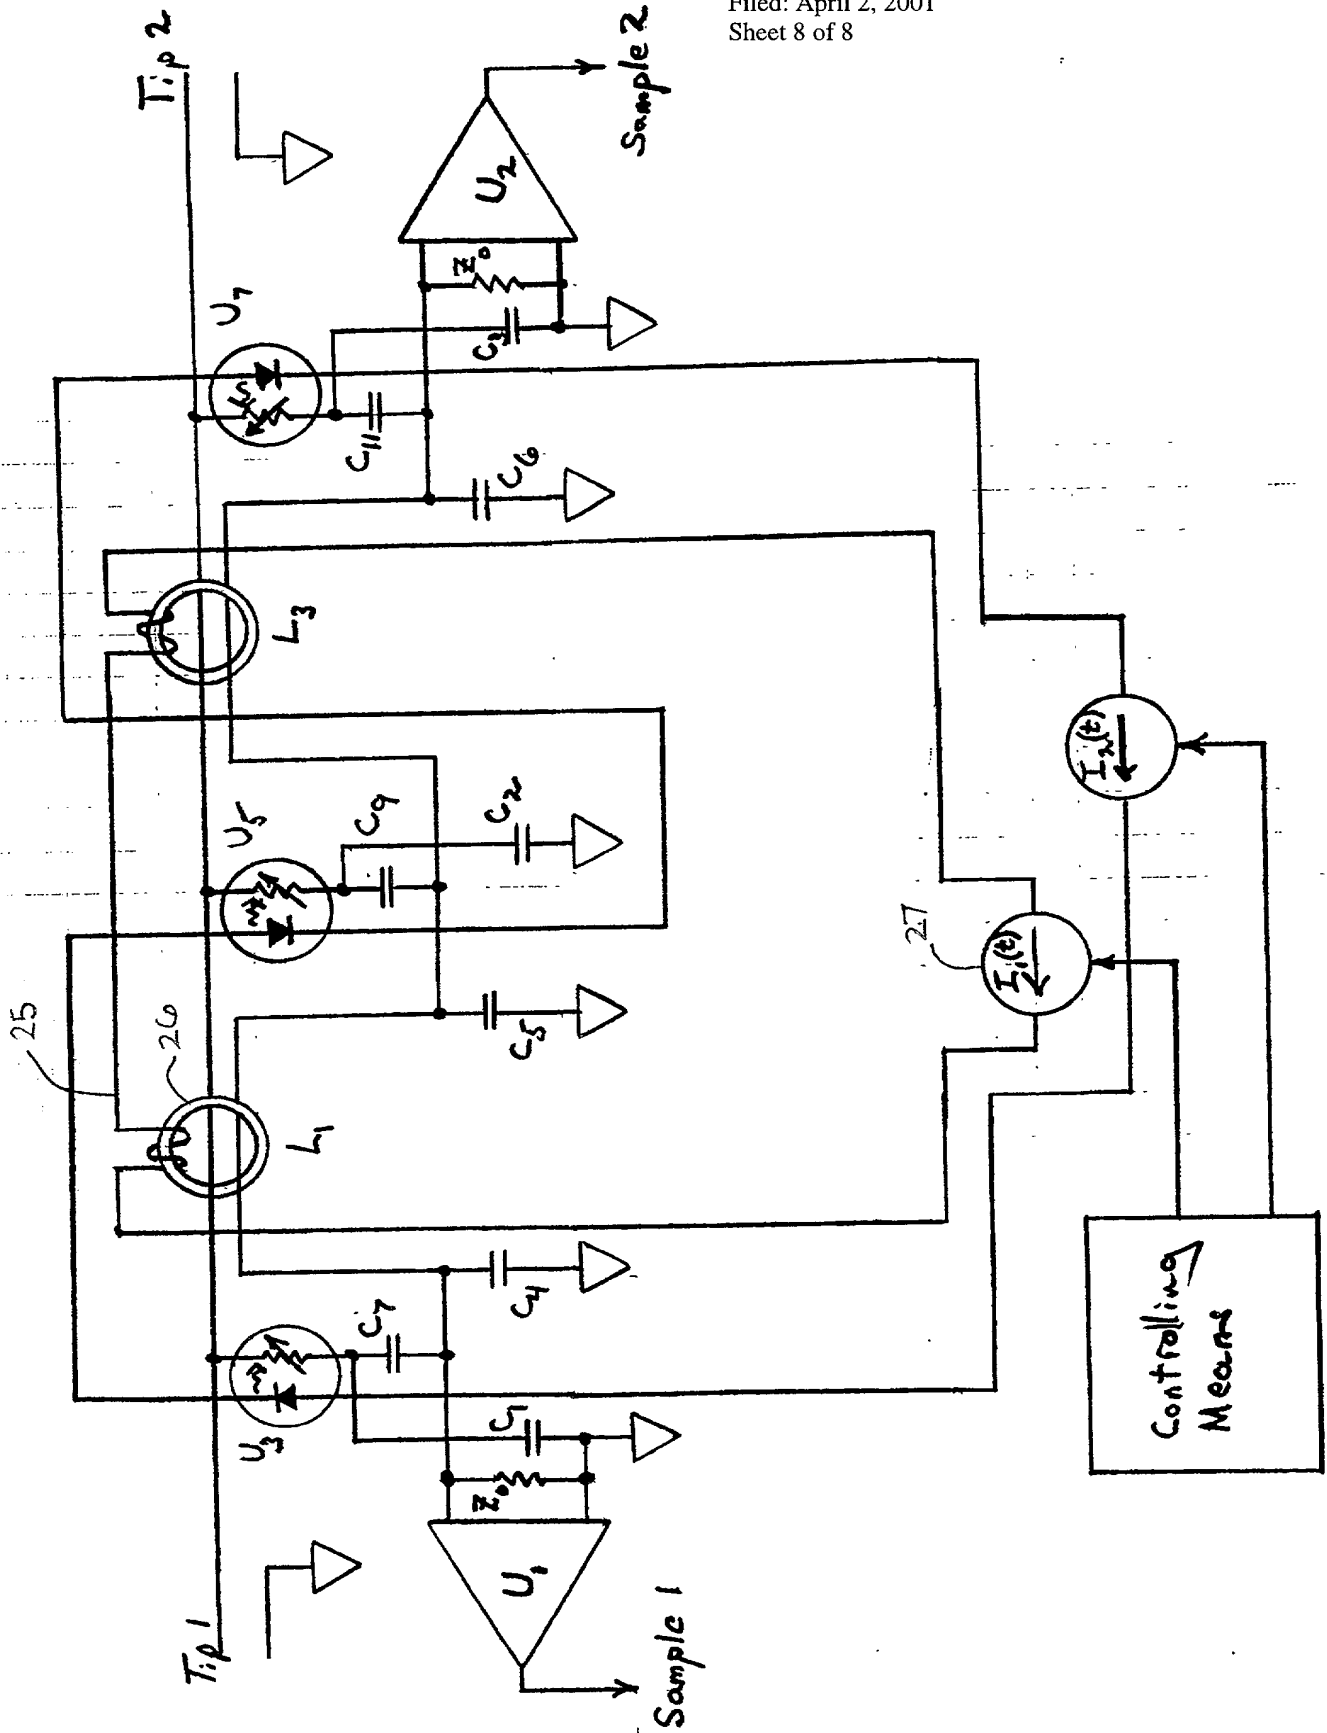 Filed: April 2, 2001
Sheet 8 of 8
Tip 1
Tip 2
25
26
27
L1
L3
U3
U5
U7
C7
C9
C11
C1
C2
C3
C4
C5
C6
Z0
Z0
U1
U2
Sample 1
Sample 2
I1(t)
I2(t)
Controlling
Means